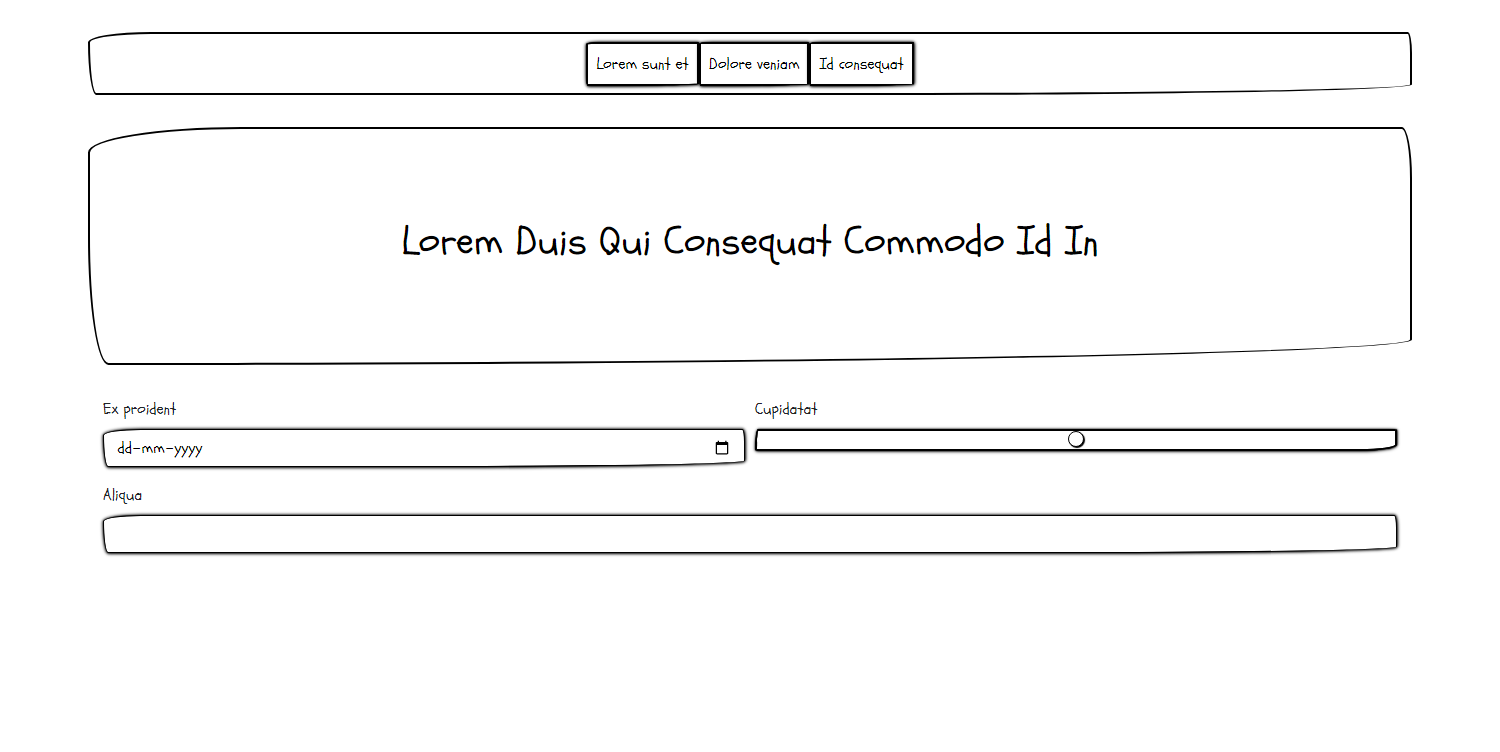 Lorem sunt et Dolore veniam Id consequat
Lorem Duis Qui Consequat Commodo Id In
Ex proident Cupidatat
dd-mm-yyyy
Aliqua